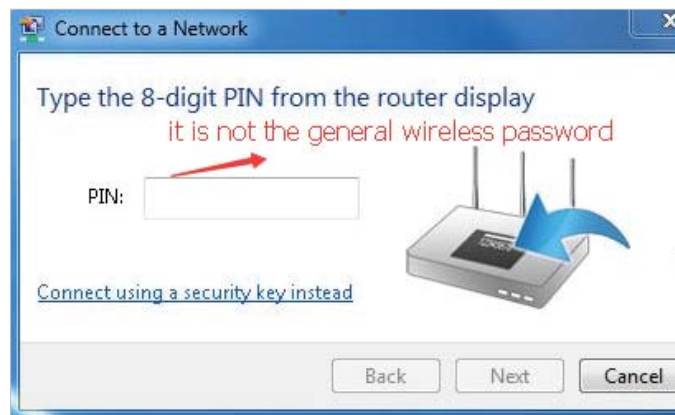 Connect to a Network
Type the 8-digit PIN from the router display
it is not the general wireless password
PIN:
Connect using a security key instead
Back
Next
Cancel